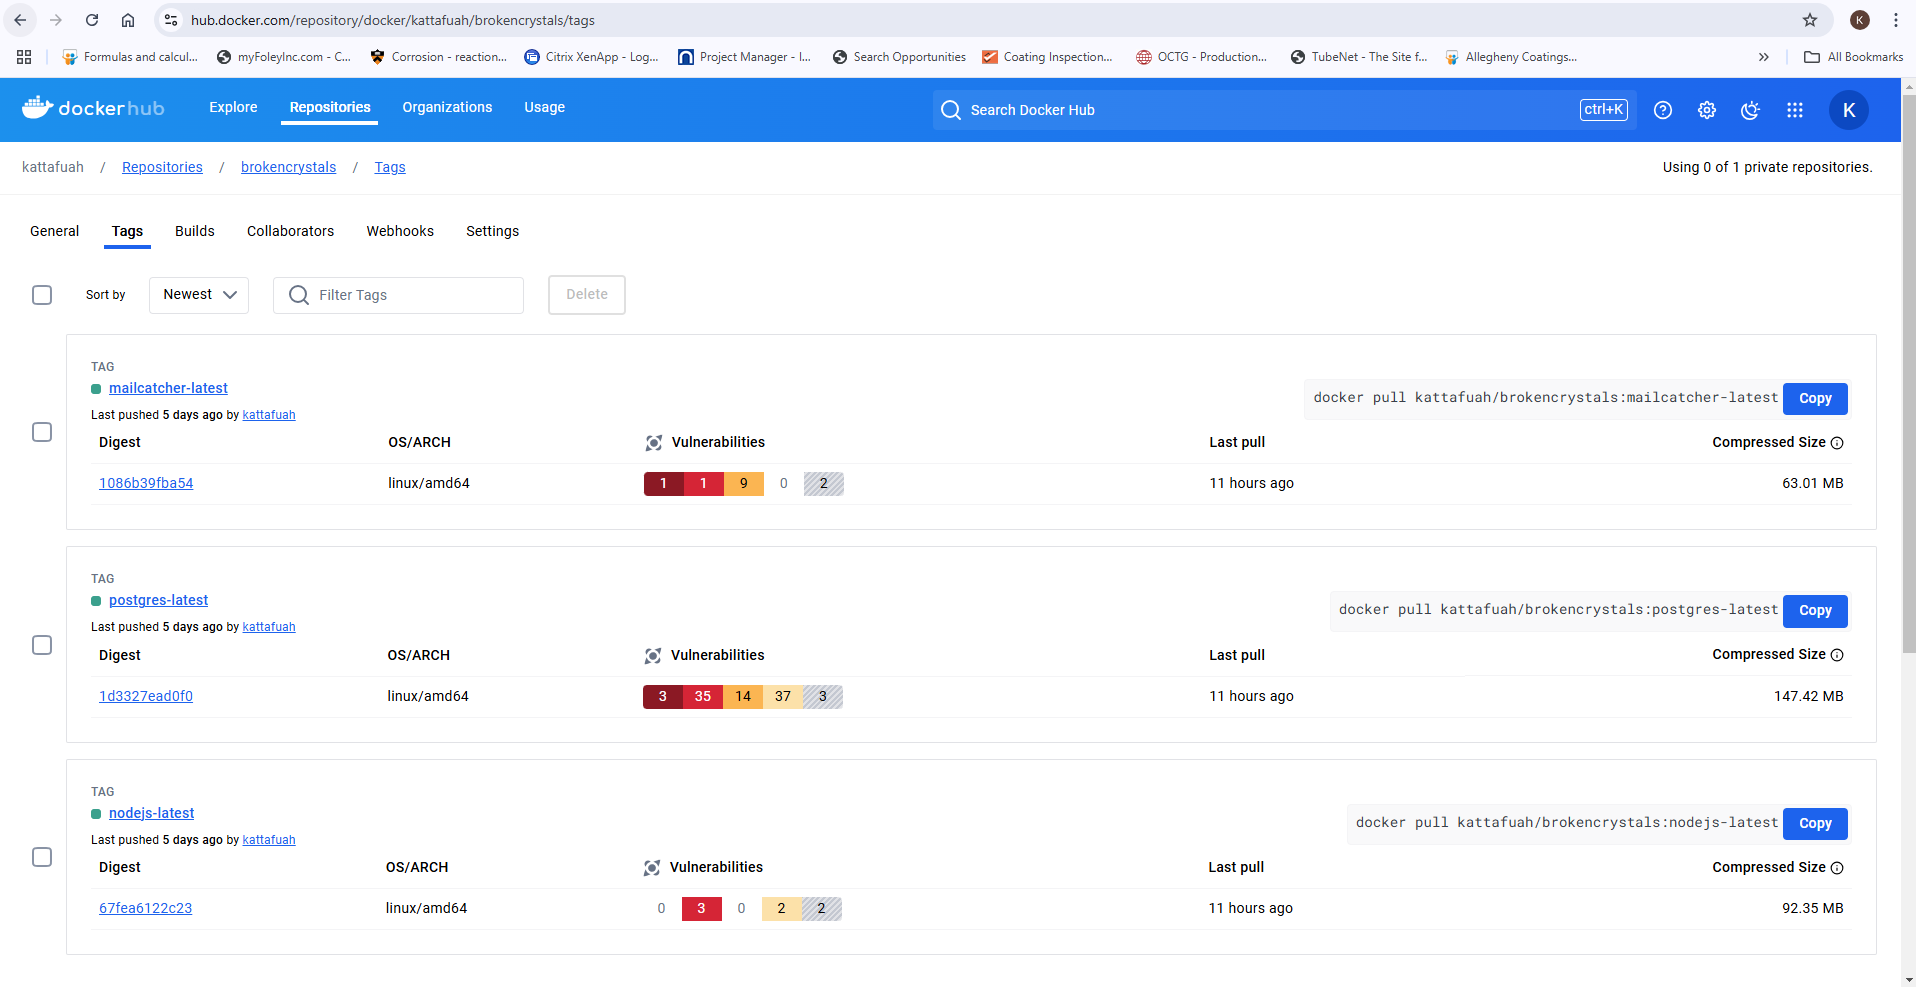 hub.docker.com/repository/docker/kattafuah/brokencrystals/tags
K
Formulas and calcul...
myFoleyInc.com - C...
Corrosion - reaction...
Citrix XenApp - Log...
Project Manager - I...
Search Opportunities
Coating Inspection...
OCTG - Production...
TubeNet - The Site f...
Allegheny Coatings...
»
All Bookmarks
dockerhub
Explore
Repositories
Organizations
Usage
Search Docker Hub
ctrl+K
K
kattafuah / Repositories / brokencrystals / Tags
Using 0 of 1 private repositories.
General
Tags
Builds
Collaborators
Webhooks
Settings
Sort by
Newest
Filter Tags
Delete
TAG
mailcatcher-latest
docker pull kattafuah/brokencrystals:mailcatcher-latest
Copy
Last pushed 5 days ago by kattafuah
Digest
OS/ARCH
Vulnerabilities
Last pull
Compressed Size
1086b39fba54
linux/amd64
1 1 9 0 2
11 hours ago
63.01 MB
TAG
postgres-latest
docker pull kattafuah/brokencrystals:postgres-latest
Copy
Last pushed 5 days ago by kattafuah
Digest
OS/ARCH
Vulnerabilities
Last pull
Compressed Size
1d3327ead0f0
linux/amd64
3 35 14 37 3
11 hours ago
147.42 MB
TAG
nodejs-latest
docker pull kattafuah/brokencrystals:nodejs-latest
Copy
Last pushed 5 days ago by kattafuah
Digest
OS/ARCH
Vulnerabilities
Last pull
Compressed Size
67fea6122c23
linux/amd64
0 3 0 2 2
11 hours ago
92.35 MB